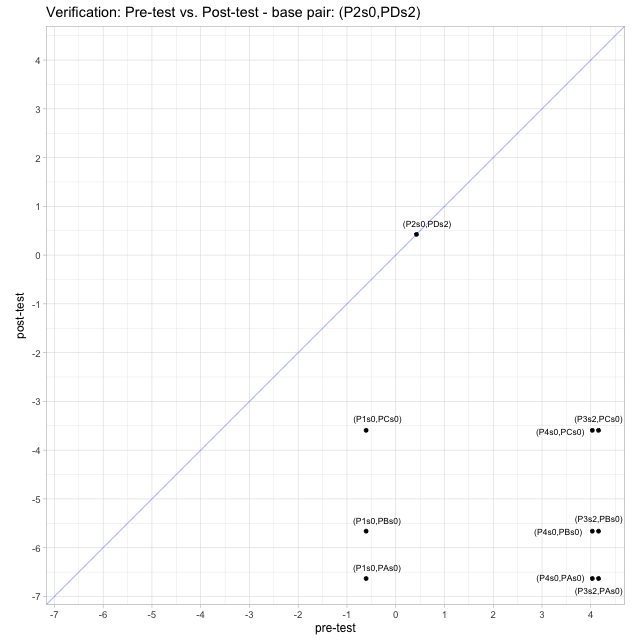 Verification: Pre-test vs. Post-test - base pair: (P2s0,PDs2)
4
3
2
1
0
-1
-2
-3
-4
-5
-6
-7
post-test
(P2s0,PDs2)
(P1s0,PCs0)
(P3s2,PCs0)
(P4s0,PCs0)
(P1s0,PBs0)
(P3s2,PBs0)
(P4s0,PBs0)
(P1s0,PAs0)
(P4s0,PAs0)
(P3s2,PAs0)
-7 -6 -5 -4 -3 -2 -1 0 1 2 3 4
pre-test